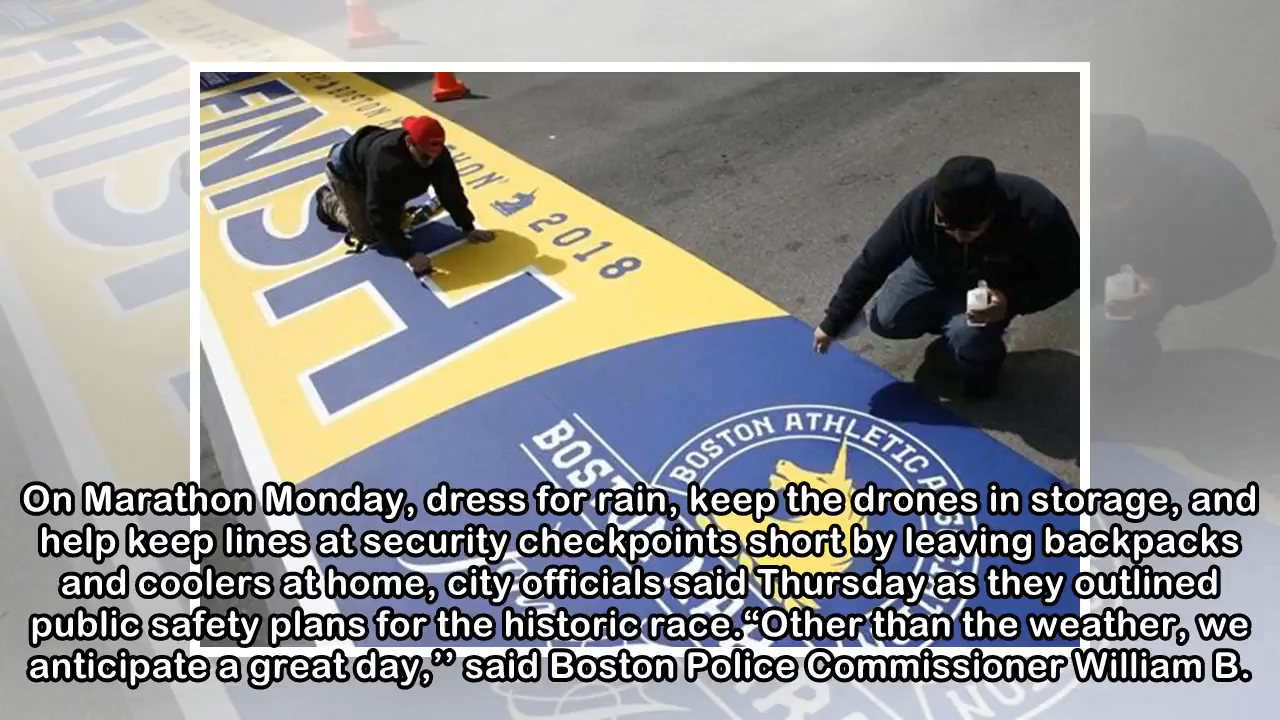 FINISH
BOSTON
2018
BOSTON ATHLETIC
BOSTON
On Marathon Monday, dress for rain, keep the drones in storage, and
help keep lines at security checkpoints short by leaving backpacks
and coolers at home, city officials said Thursday as they outlined
public safety plans for the historic race.“Other than the weather, we
anticipate a great day,’’ said Boston Police Commissioner William B.